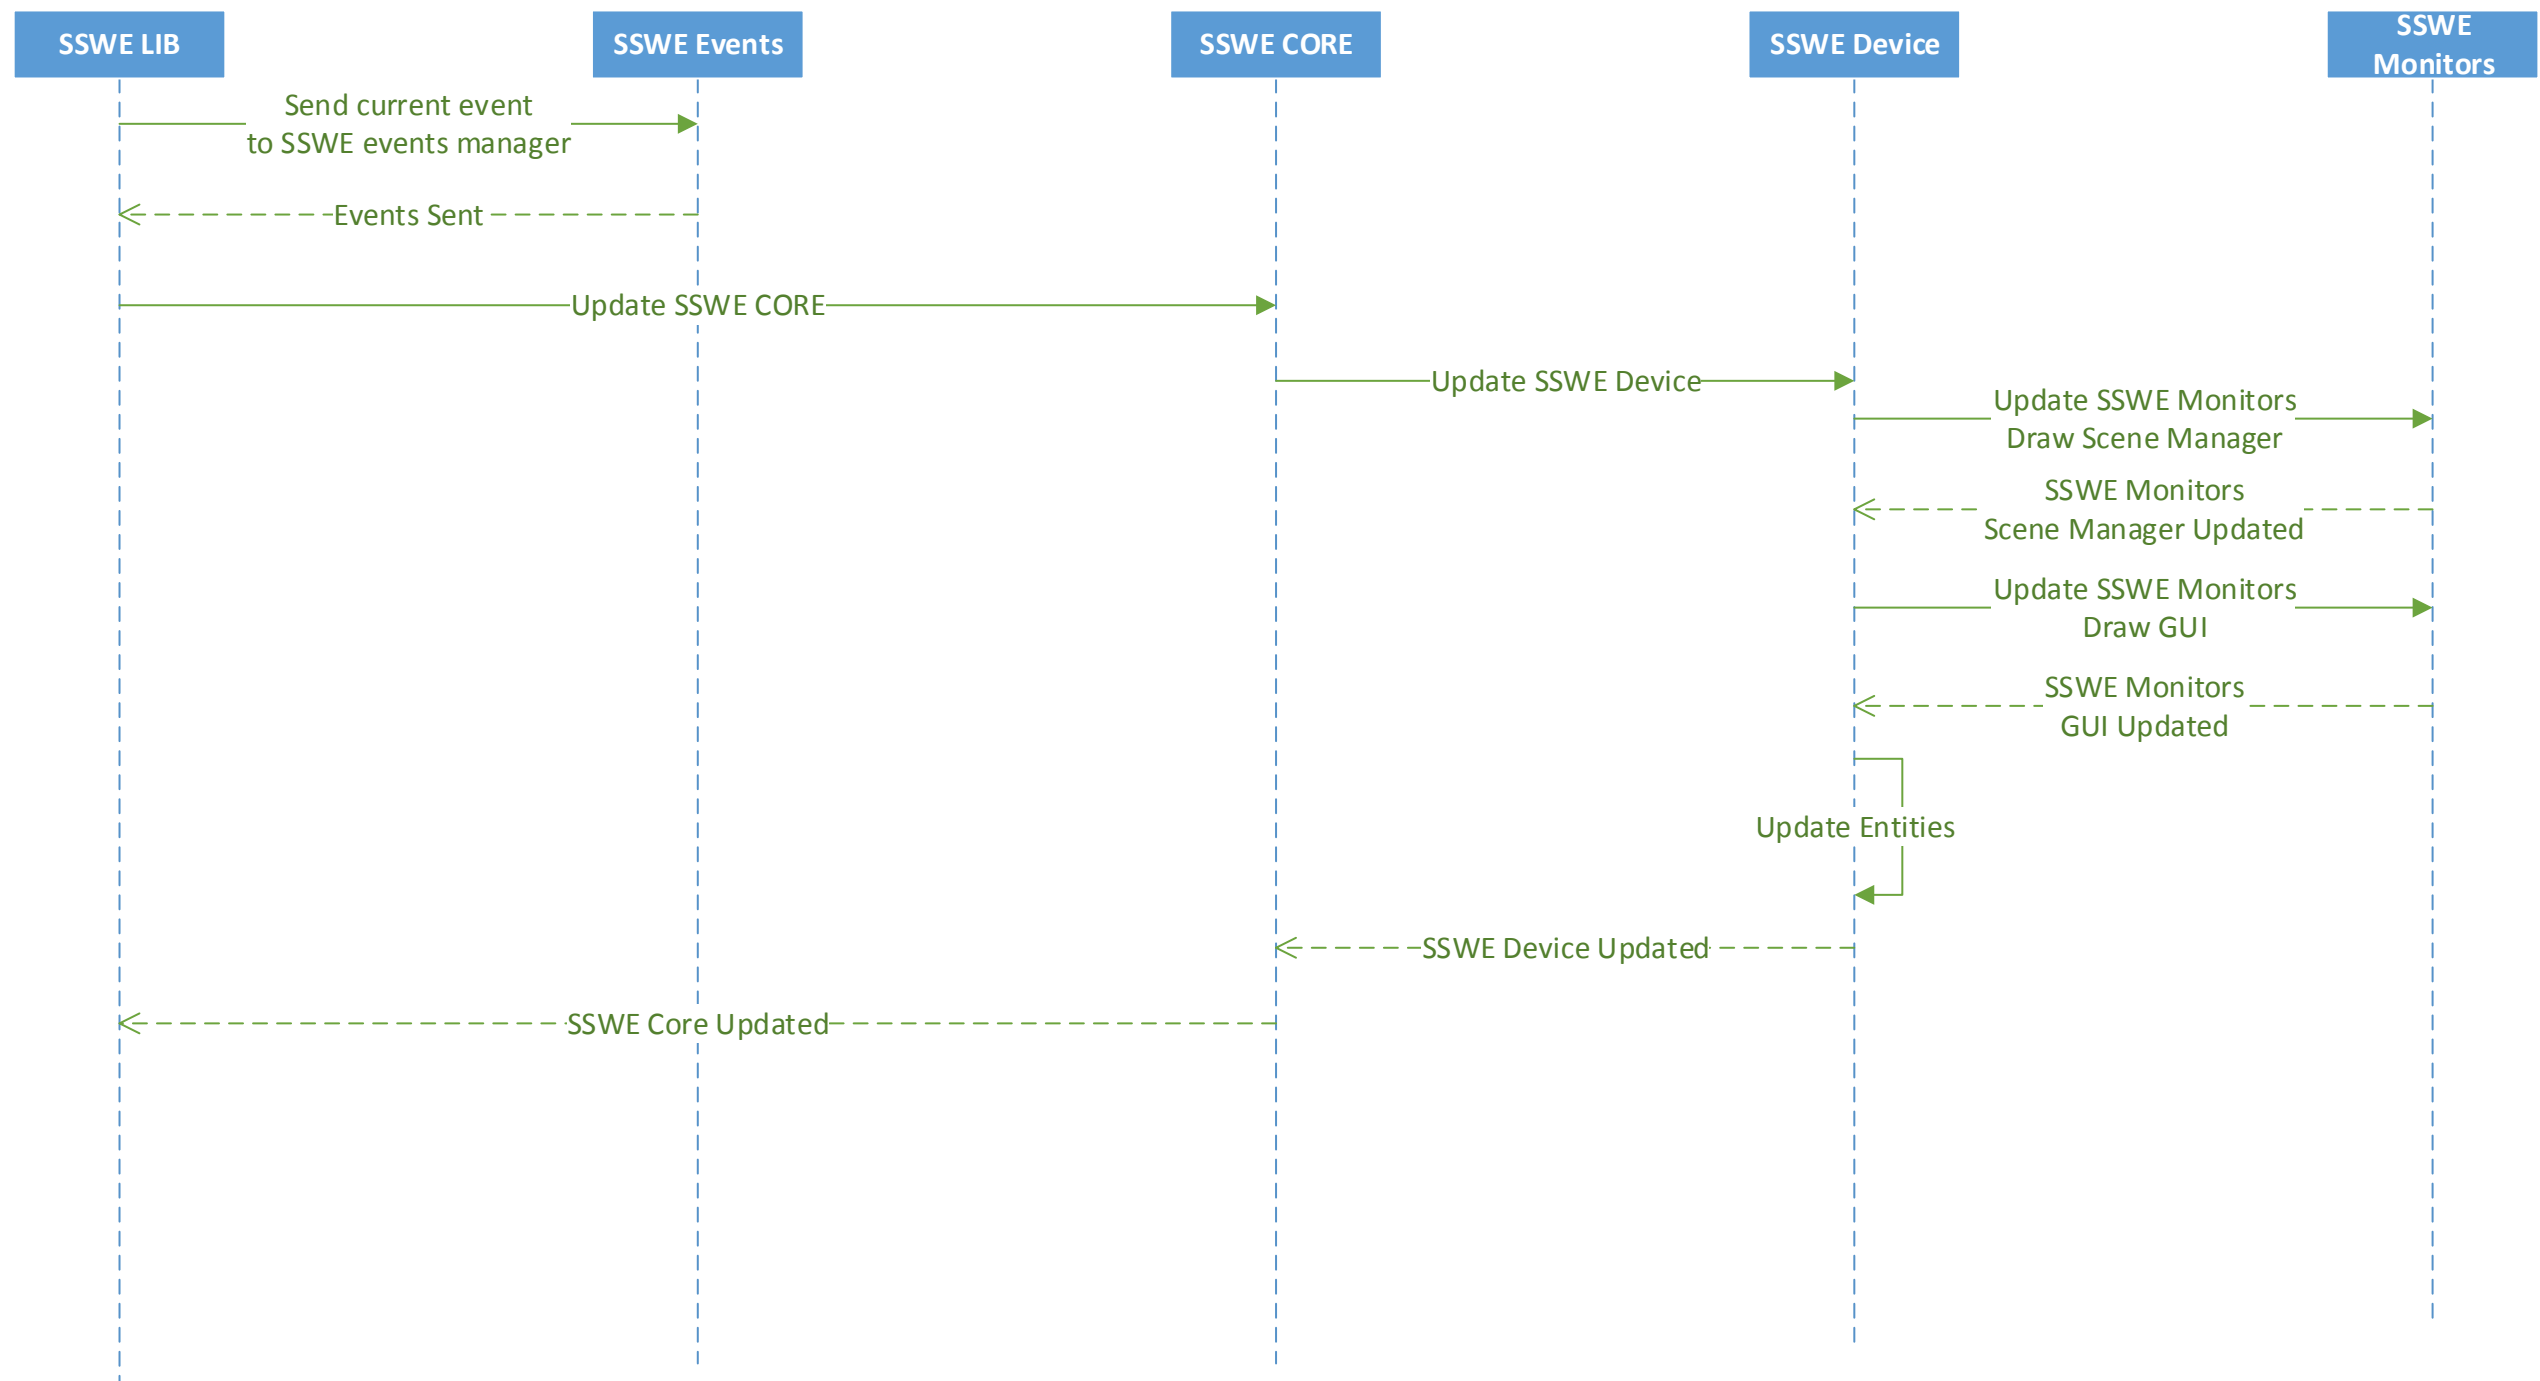 SSWE LIB
SSWE Events
SSWE CORE
SSWE Device
SSWE
Monitors
Send current event
to SSWE events manager
Events Sent
Update SSWE CORE
Update SSWE Device
Update SSWE Monitors
Draw Scene Manager
SSWE Monitors
Scene Manager Updated
Update SSWE Monitors
Draw GUI
SSWE Monitors
GUI Updated
Update Entities
SSWE Device Updated
SSWE Core Updated